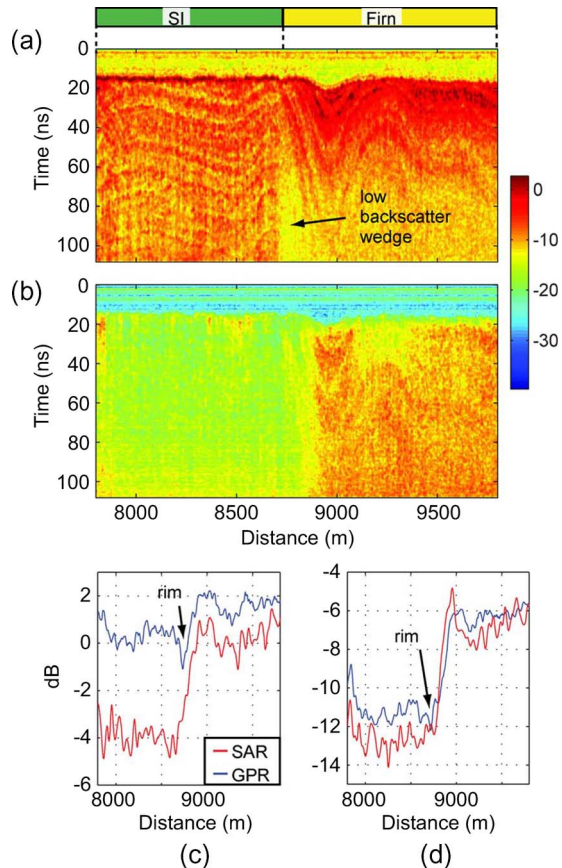 SI Firn
(a)
0
20
40
60
80
100
Time (ns)
low
backscatter
wedge
0
-10
-20
-30
(b)
0
20
40
60
80
100
Time (ns)
8000 8500 9000 9500
Distance (m)
2
0
-2
-4
-6
dB
rim
SAR
GPR
8000 9000
Distance (m)
(c)
-4
-6
-8
-10
-12
-14
rim
8000 9000
Distance (m)
(d)